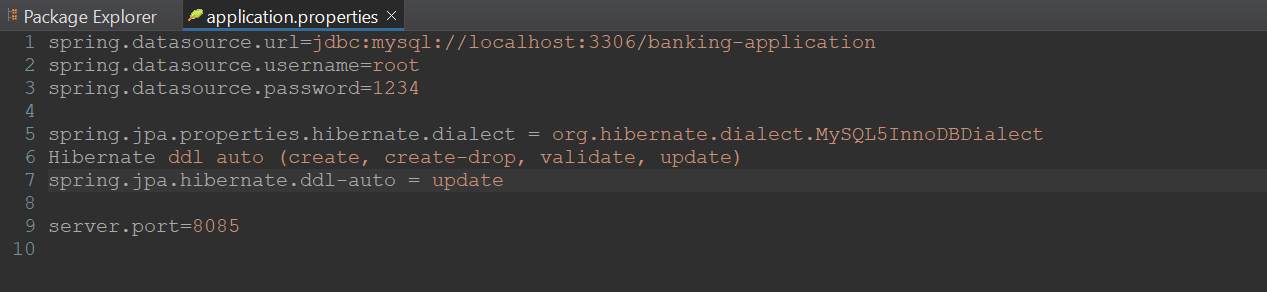 Package Explorer
application.properties
1 spring.datasource.url=jdbc:mysql://localhost:3306/banking-application
2 spring.datasource.username=root
3 spring.datasource.password=1234
4
5 spring.jpa.properties.hibernate.dialect = org.hibernate.dialect.MySQL5InnoDBDialect
6 Hibernate ddl auto (create, create-drop, validate, update)
7 spring.jpa.hibernate.ddl-auto = update
8
9 server.port=8085
10